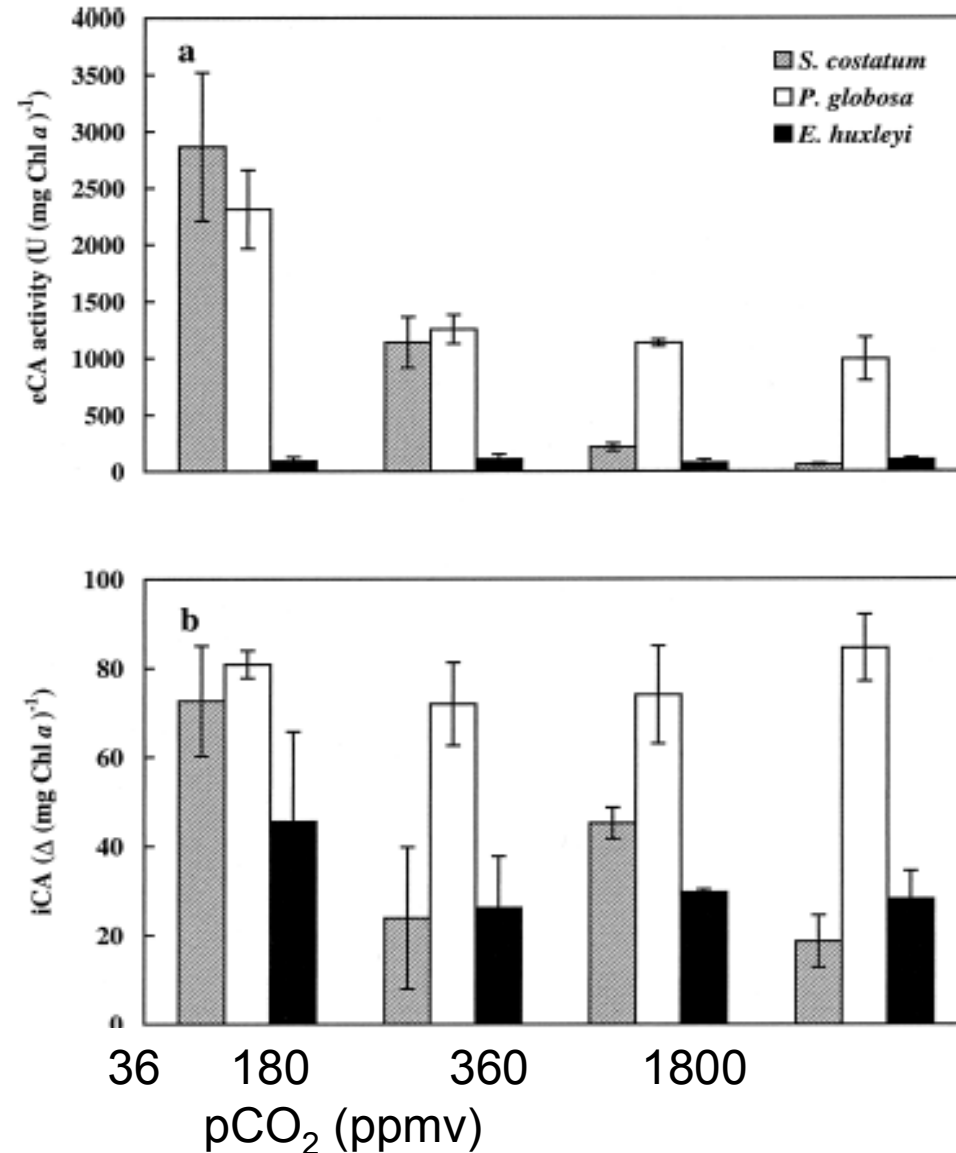 4000
a
S. costatum
3500
P. globosa
3000
E. huxleyi
2500
2000
1500
1000
500
0
eCA activity (U (mg Chl a)-1)
100
b
80
60
40
20
0
iCA (Δ (mg Chl a)-1)
36 180 360 1800
pCO2 (ppmv)